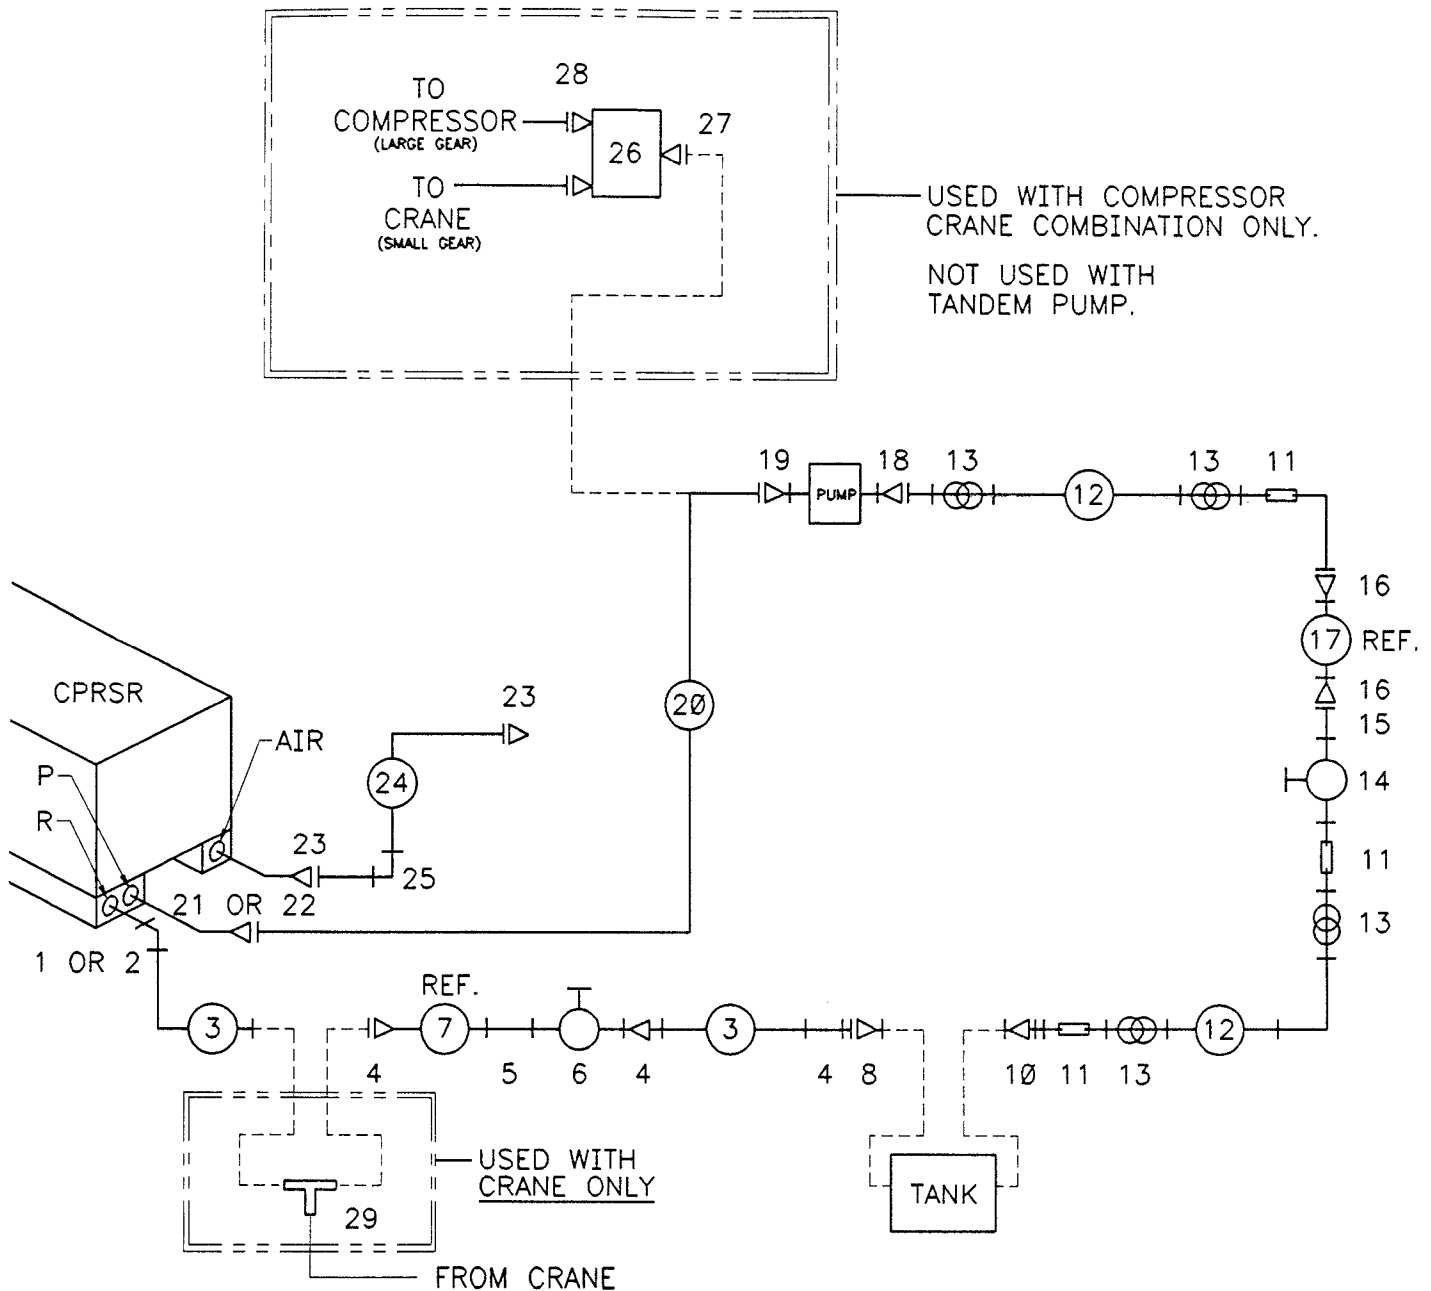 28
TO
COMPRESSOR
(LARGE GEAR)
27
26
TO
CRANE
(SMALL GEAR)
USED WITH COMPRESSOR
CRANE COMBINATION ONLY.
NOT USED WITH
TANDEM PUMP.
19
PUMP
18
13
12
13
11
16
17 REF.
16
15
14
11
13
CPRSR
AIR
P
R
23
24
20
23
25
21 OR 22
1 OR 2
3
REF.
7
3
12
4
5
6
4
4
8
10
11
13
TANK
USED WITH
CRANE ONLY
29
FROM CRANE